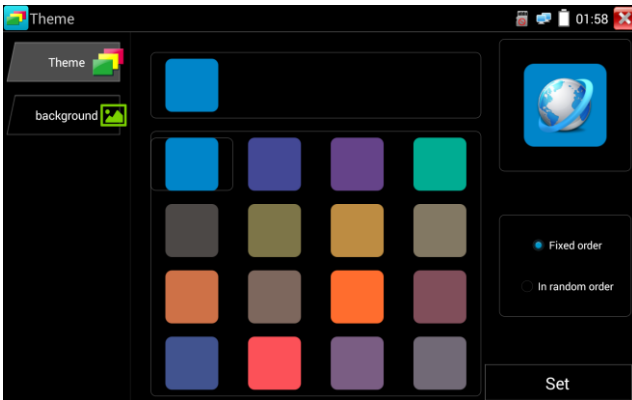 Theme
01:58
Theme
background
Fixed order
In random order
Set